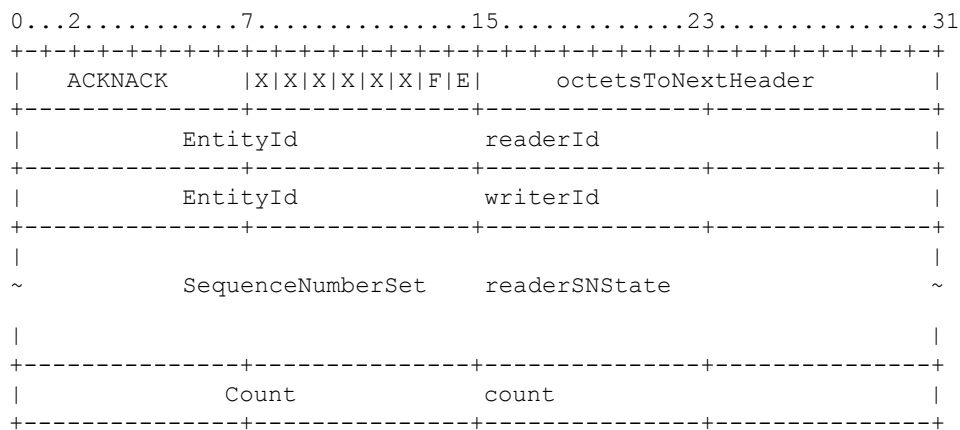 0...2...........7...............15.............23...............31
+-+-+-+-+-+-+-+-+-+-+-+-+-+-+-+-+-+-+-+-+-+-+-+-+-+-+-+-+-+-+-+-+
|   ACKNACK     |X|X|X|X|X|X|F|E|     octetsToNextHeader        |
+---------------+---------------+---------------+---------------+
|           EntityId             readerId                       |
+---------------+---------------+---------------+---------------+
|           EntityId             writerId                       |
+---------------+---------------+---------------+---------------+
|                                                               |
~           SequenceNumberSet    readerSNState                  ~
|                                                               |
+---------------+---------------+---------------+---------------+
|              Count             count                          |
+---------------+---------------+---------------+---------------+